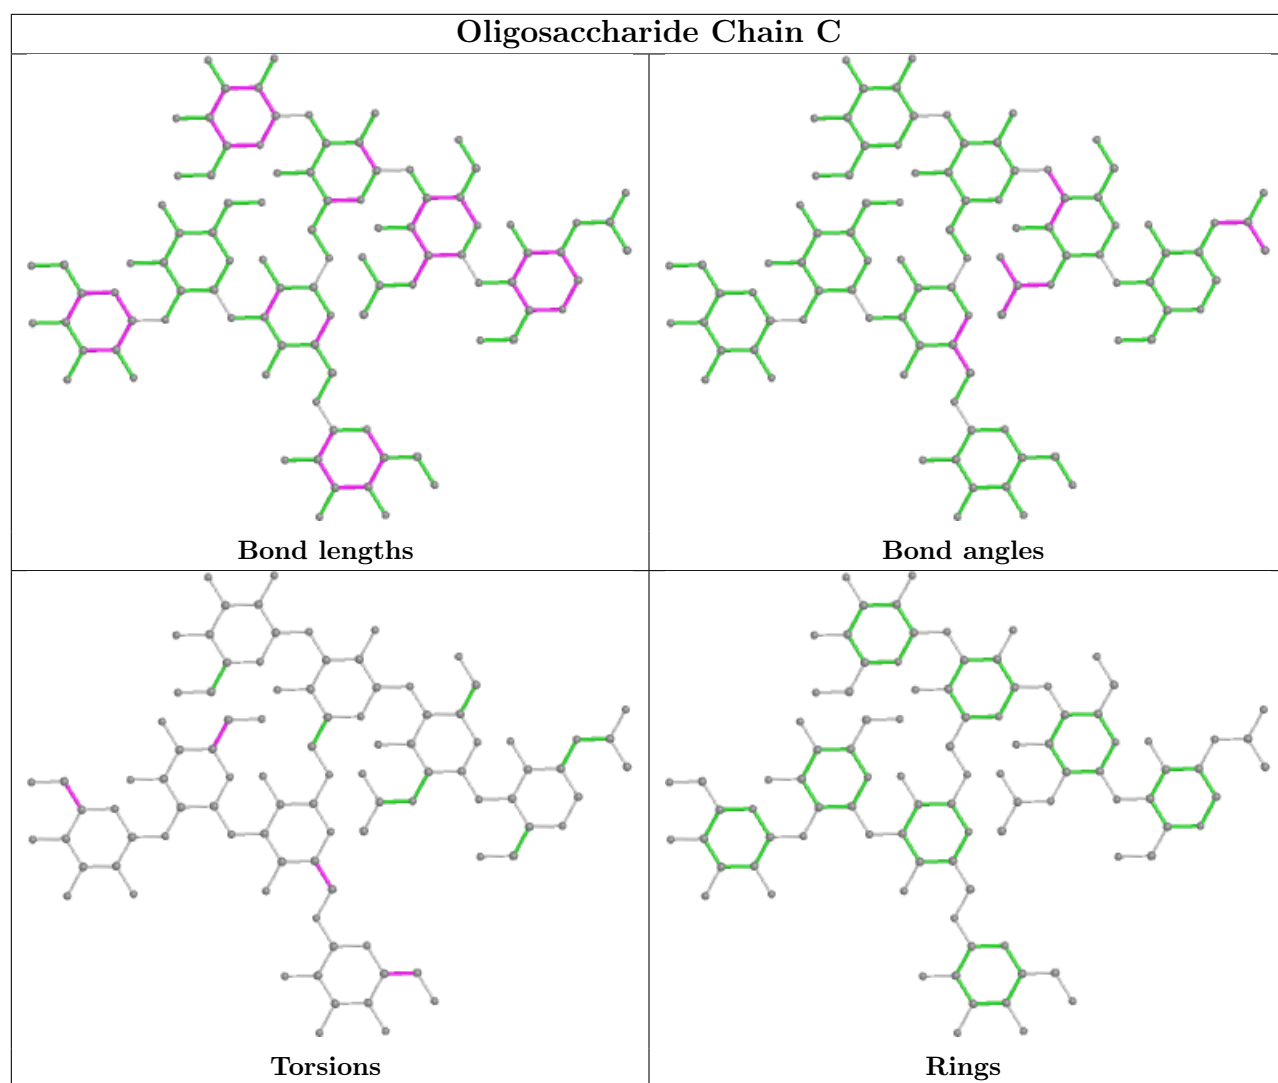 Oligosaccharide Chain C
Bond lengths
Bond angles
Torsions
Rings